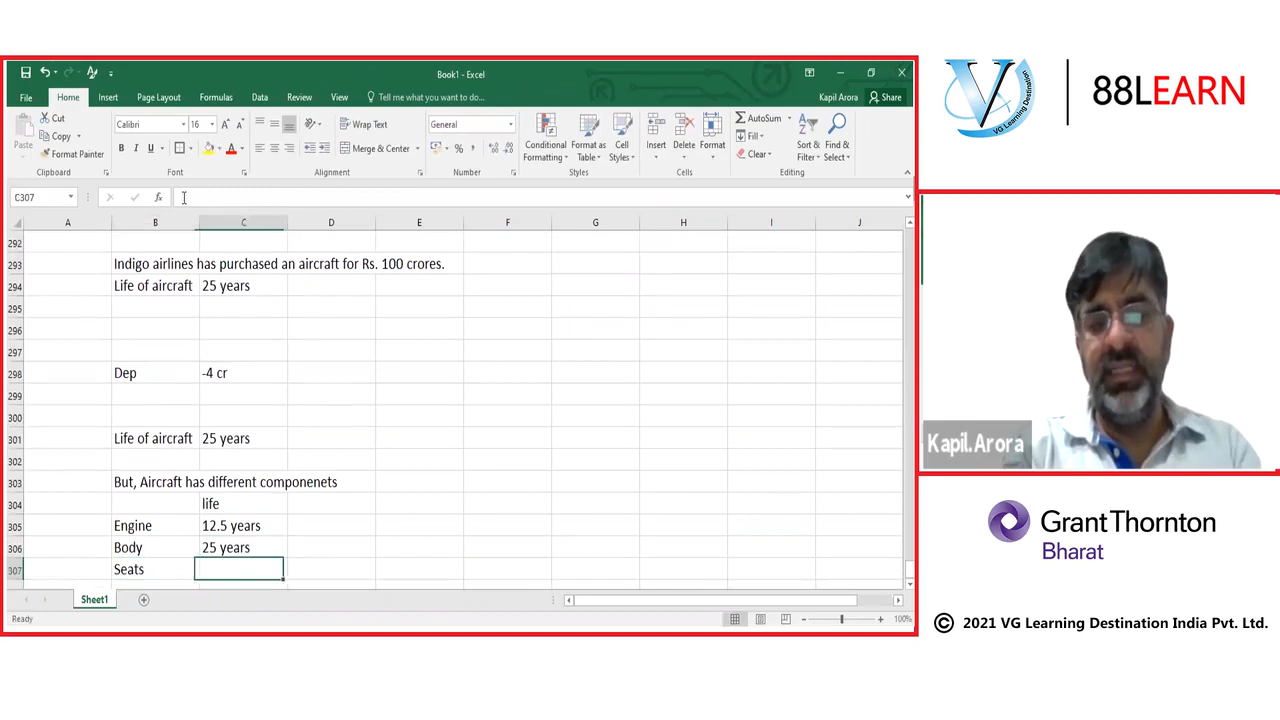 Book1 - Excel
File Home Insert Page Layout Formulas Data Review View Tell me what you want to do... Kapil Arora Share
Paste
Cut
Copy
Format Painter
Clipboard
Calibri 16
B I U
Font
Wrap Text
Merge & Center
Alignment
General
Number
Conditional Formatting
Format as Table
Cell Styles
Styles
Insert
Delete
Format
Cells
AutoSum
Fill
Clear
Sort & Filter
Find & Select
Editing
C307 fx
A B C D E F G H I J
292
293 Indigo airlines has purchased an aircraft for Rs. 100 crores.
294 Life of aircraft 25 years
295
296
297
298 Dep -4 cr
299
300
301 Life of aircraft 25 years
302
303 But, Aircraft has different componenets
304 life
305 Engine 12.5 years
306 Body 25 years
307 Seats
Sheet1
Ready 100%
VG Learning Destination
88LEARN
Kapil.Arora
Grant Thornton
Bharat
© 2021 VG Learning Destination India Pvt. Ltd.